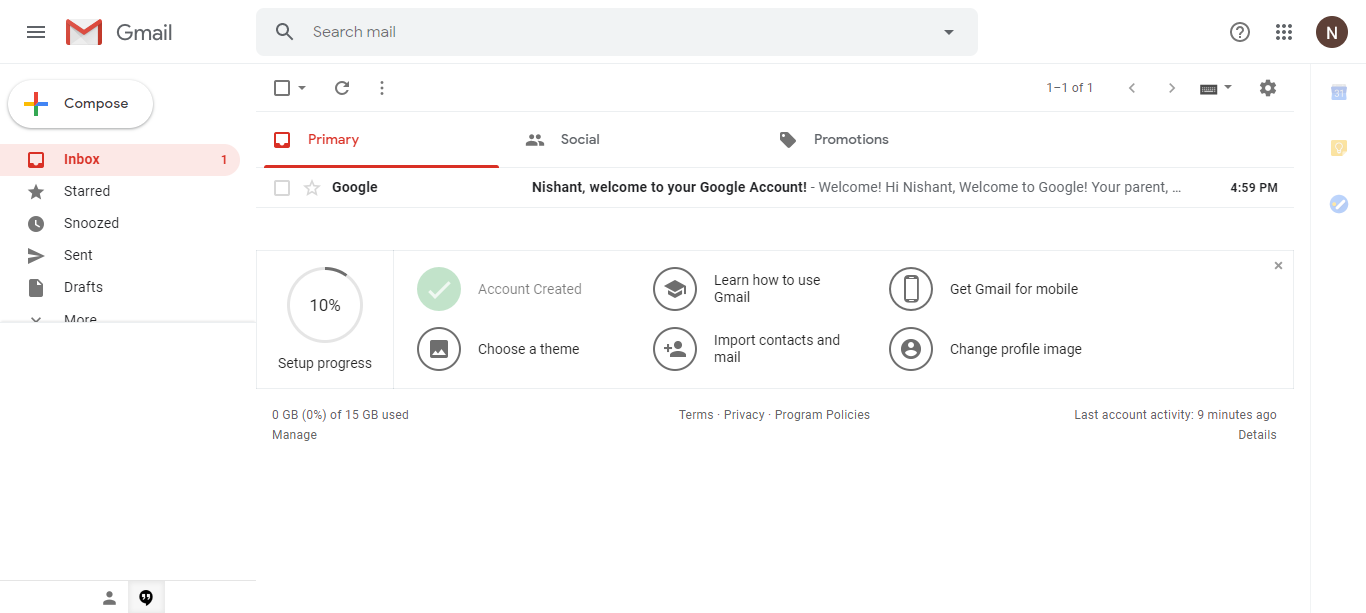 Gmail
Search mail
N
Compose
1–1 of 1
31
Primary
Social
Promotions
Inbox 1
Starred
Snoozed
Sent
Drafts
More
Google Nishant, welcome to your Google Account! - Welcome! Hi Nishant, Welcome to Google! Your parent, … 4:59 PM
10%
Setup progress
Account Created
Learn how to use
Gmail
Get Gmail for mobile
Choose a theme
Import contacts and
mail
Change profile image
0 GB (0%) of 15 GB used
Manage
Terms · Privacy · Program Policies
Last account activity: 9 minutes ago
Details